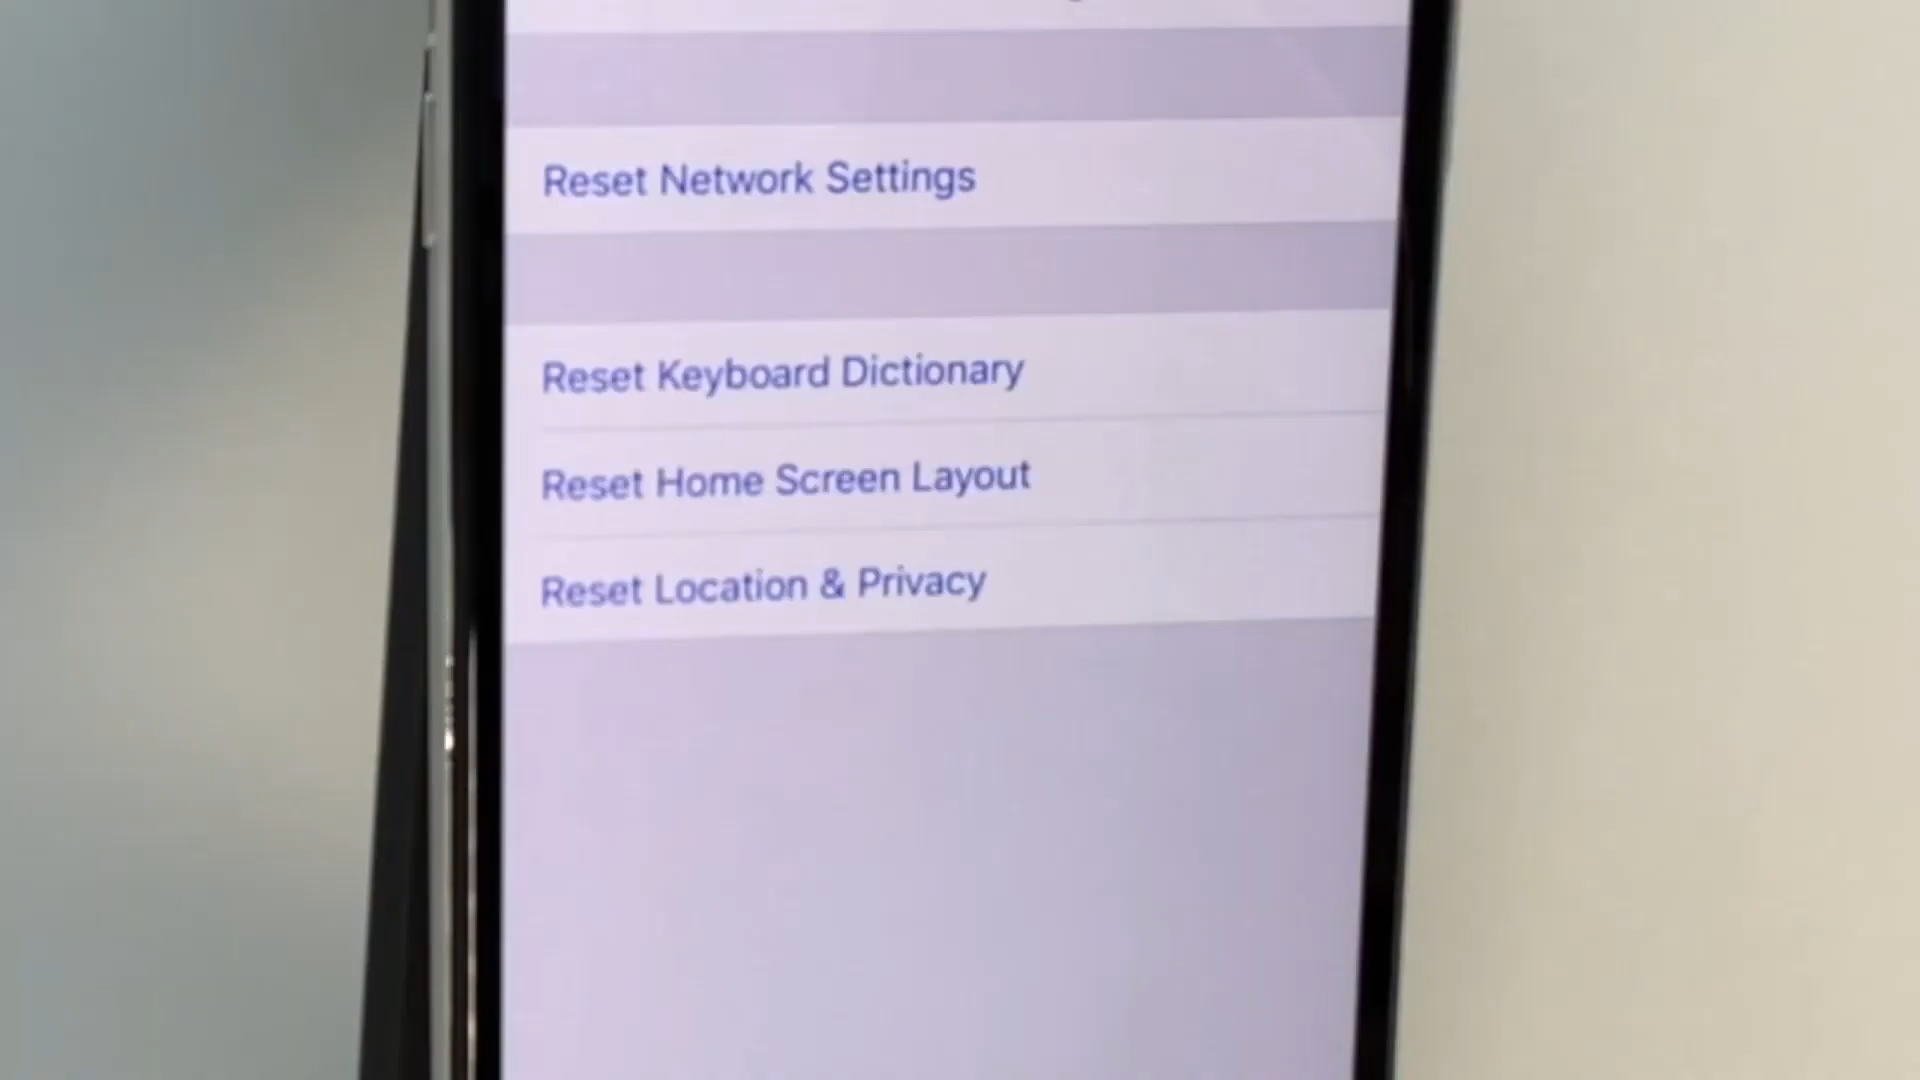 Reset Network Settings
Reset Keyboard Dictionary
Reset Home Screen Layout
Reset Location & Privacy